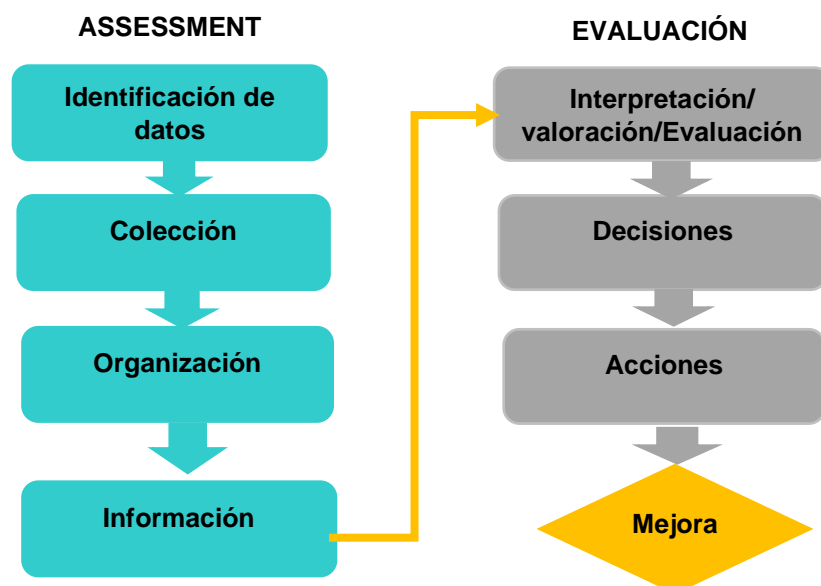 ASSESSMENT
Identificación de
datos
Colección
Organización
Información
EVALUACIÓN
Interpretación/
valoración/Evaluación
Decisiones
Acciones
Mejora